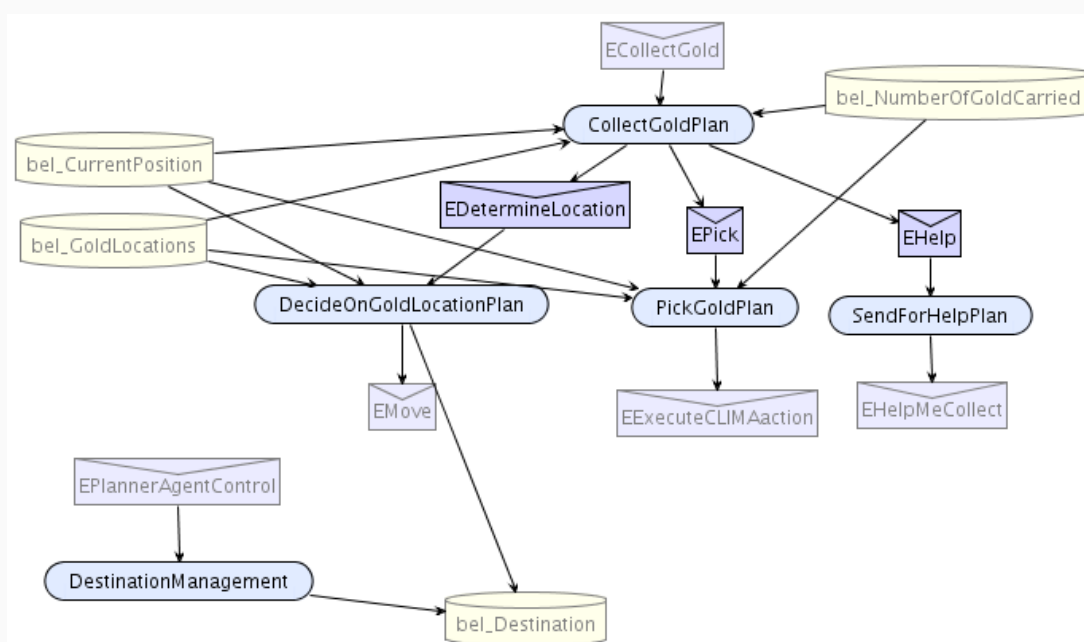 ECollectGold
bel_NumberOfGoldCarried
CollectGoldPlan
bel_CurrentPosition
EDetermineLocation
bel_GoldLocations
EPick
EHelp
DecideOnGoldLocationPlan
PickGoldPlan
SendForHelpPlan
EMove
EExecuteCLIMAaction
EHelpMeCollect
EPlannerAgentControl
DestinationManagement
bel_Destination